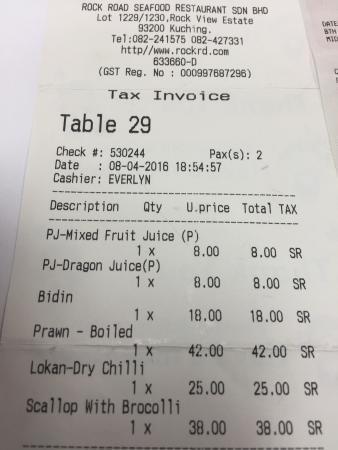 ROCK ROAD SEAFOOD RESTAURANT SDN BHD
Lot 1229/1230,Rock View Estate
93200 Kuching.
Tel:082-241575 082-427331
http//www.rockrd.com
633660-D
(GST Reg. No : 000997687296)
Tax Invoice
Table 29
Check #: 530244 Pax(s): 2
Date : 08-04-2016 18:54:57
Cashier: EVERLYN
Description Qty U.price Total TAX
PJ-Mixed Fruit Juice (P)
1 x 8.00 8.00 SR
PJ-Dragon Juice(P)
1 x 8.00 8.00 SR
Bidin
1 x 18.00 18.00 SR
Prawn - Boiled
1 x 42.00 42.00 SR
Lokan-Dry Chilli
1 x 25.00 25.00 SR
Scallop With Brocolli
1 x 38.00 38.00 SR
DATE
8TH